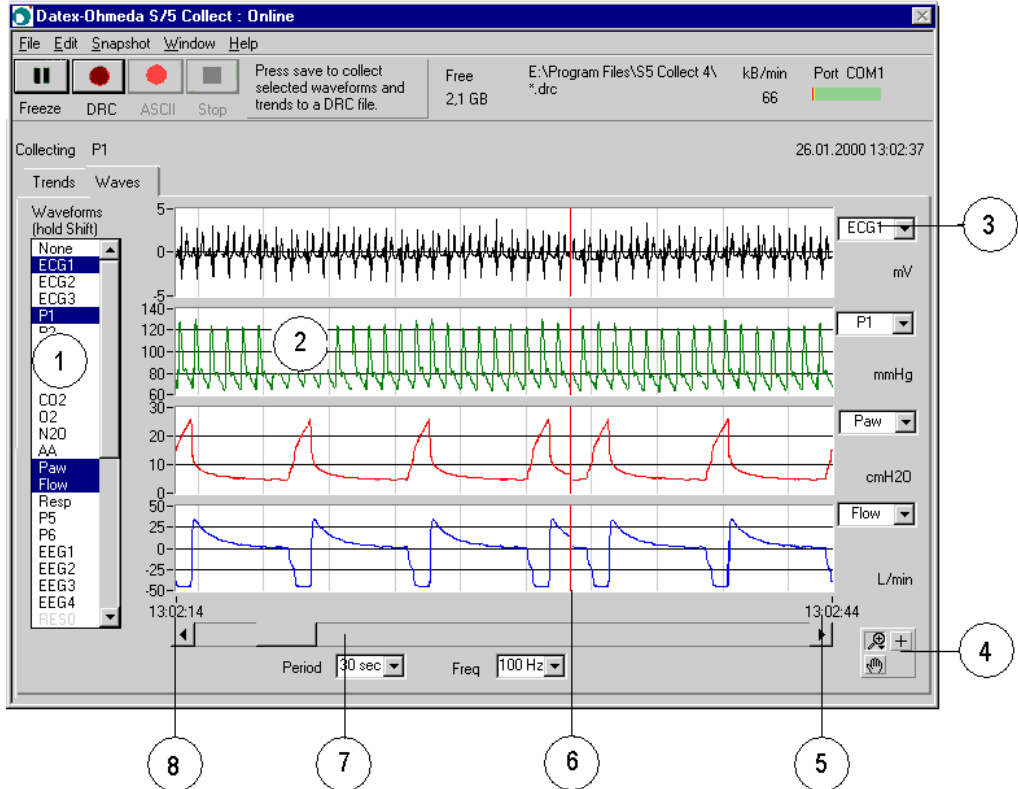 Datex-Ohmeda S/5 Collect : Online
File Edit Snapshot Window Help
Freeze
DRC
ASCII
Stop
Press save to collect
selected waveforms and
trends to a DRC file.
Free
2,1 GB
E:\Program Files\S5 Collect 4\
*.drc
kB/min
66
Port COM1
Collecting P1
26.01.2000 13:02:37
Trends Waves
Waveforms
(hold Shift)
None
ECG1
ECG2
ECG3
P1
P2
1
CO2
O2
N2O
AA
Paw
Flow
Resp
P5
P6
EEG1
EEG2
EEG3
EEG4
RESO
5
0
-5
ECG1
3
mV
140
120
100
80
60
2
P1
mmHg
30
20
10
0
Paw
cmH2O
50
25
0
-25
-50
Flow
L/min
13:02:14
13:02:44
4
Period 30 sec
Freq 100 Hz
8
7
6
5